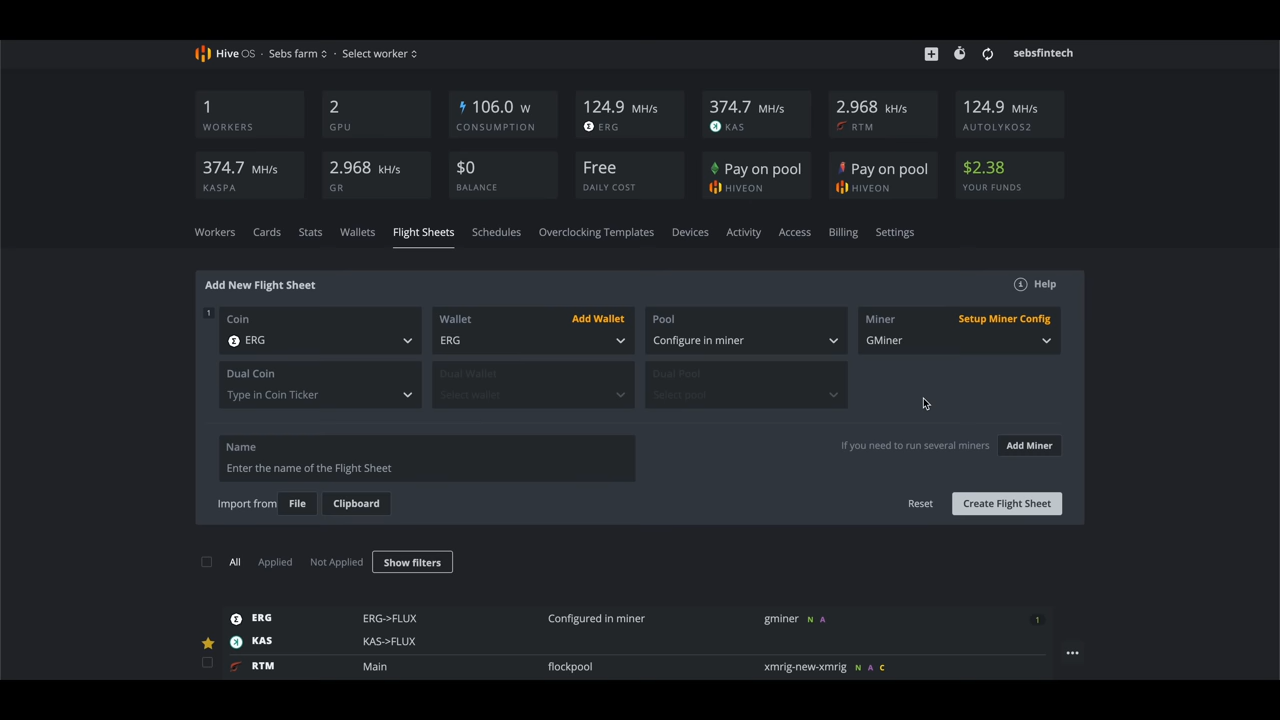 Hive OS · Sebs farm · Select worker sebsfintech
1 2 106.0 W 124.9 MH/s 374.7 MH/s 2.968 kH/s 124.9 MH/s
WORKERS GPU CONSUMPTION ERG KAS RTM AUTOLYKOS2
374.7 MH/s 2.968 kH/s $0 Free Pay on pool Pay on pool $2.38
KASPA GR BALANCE DAILY COST HIVEON HIVEON YOUR FUNDS
Workers Cards Stats Wallets Flight Sheets Schedules Overclocking Templates Devices Activity Access Billing Settings
Add New Flight Sheet Help
1 Coin Wallet Add Wallet Pool Miner Setup Miner Config
ERG ERG Configure in miner GMiner
Dual Coin Dual Wallet Dual Pool
Type in Coin Ticker Select wallet Select pool
Name If you need to run several miners Add Miner
Enter the name of the Flight Sheet
Import from File Clipboard Reset Create Flight Sheet
All Applied Not Applied Show filters
ERG ERG->FLUX Configured in miner gminer N A 1
KAS KAS->FLUX
RTM Main flockpool xmrig-new-xmrig N A C